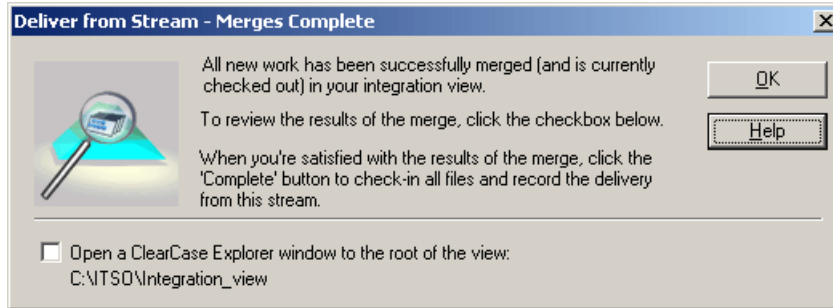 Deliver from Stream - Merges Complete
All new work has been successfully merged (and is currently
checked out) in your integration view.
OK
To review the results of the merge, click the checkbox below.
Help
When you're satisfied with the results of the merge, click the
'Complete' button to check-in all files and record the delivery
from this stream.
Open a ClearCase Explorer window to the root of the view:
C:\ITSO\Integration_view